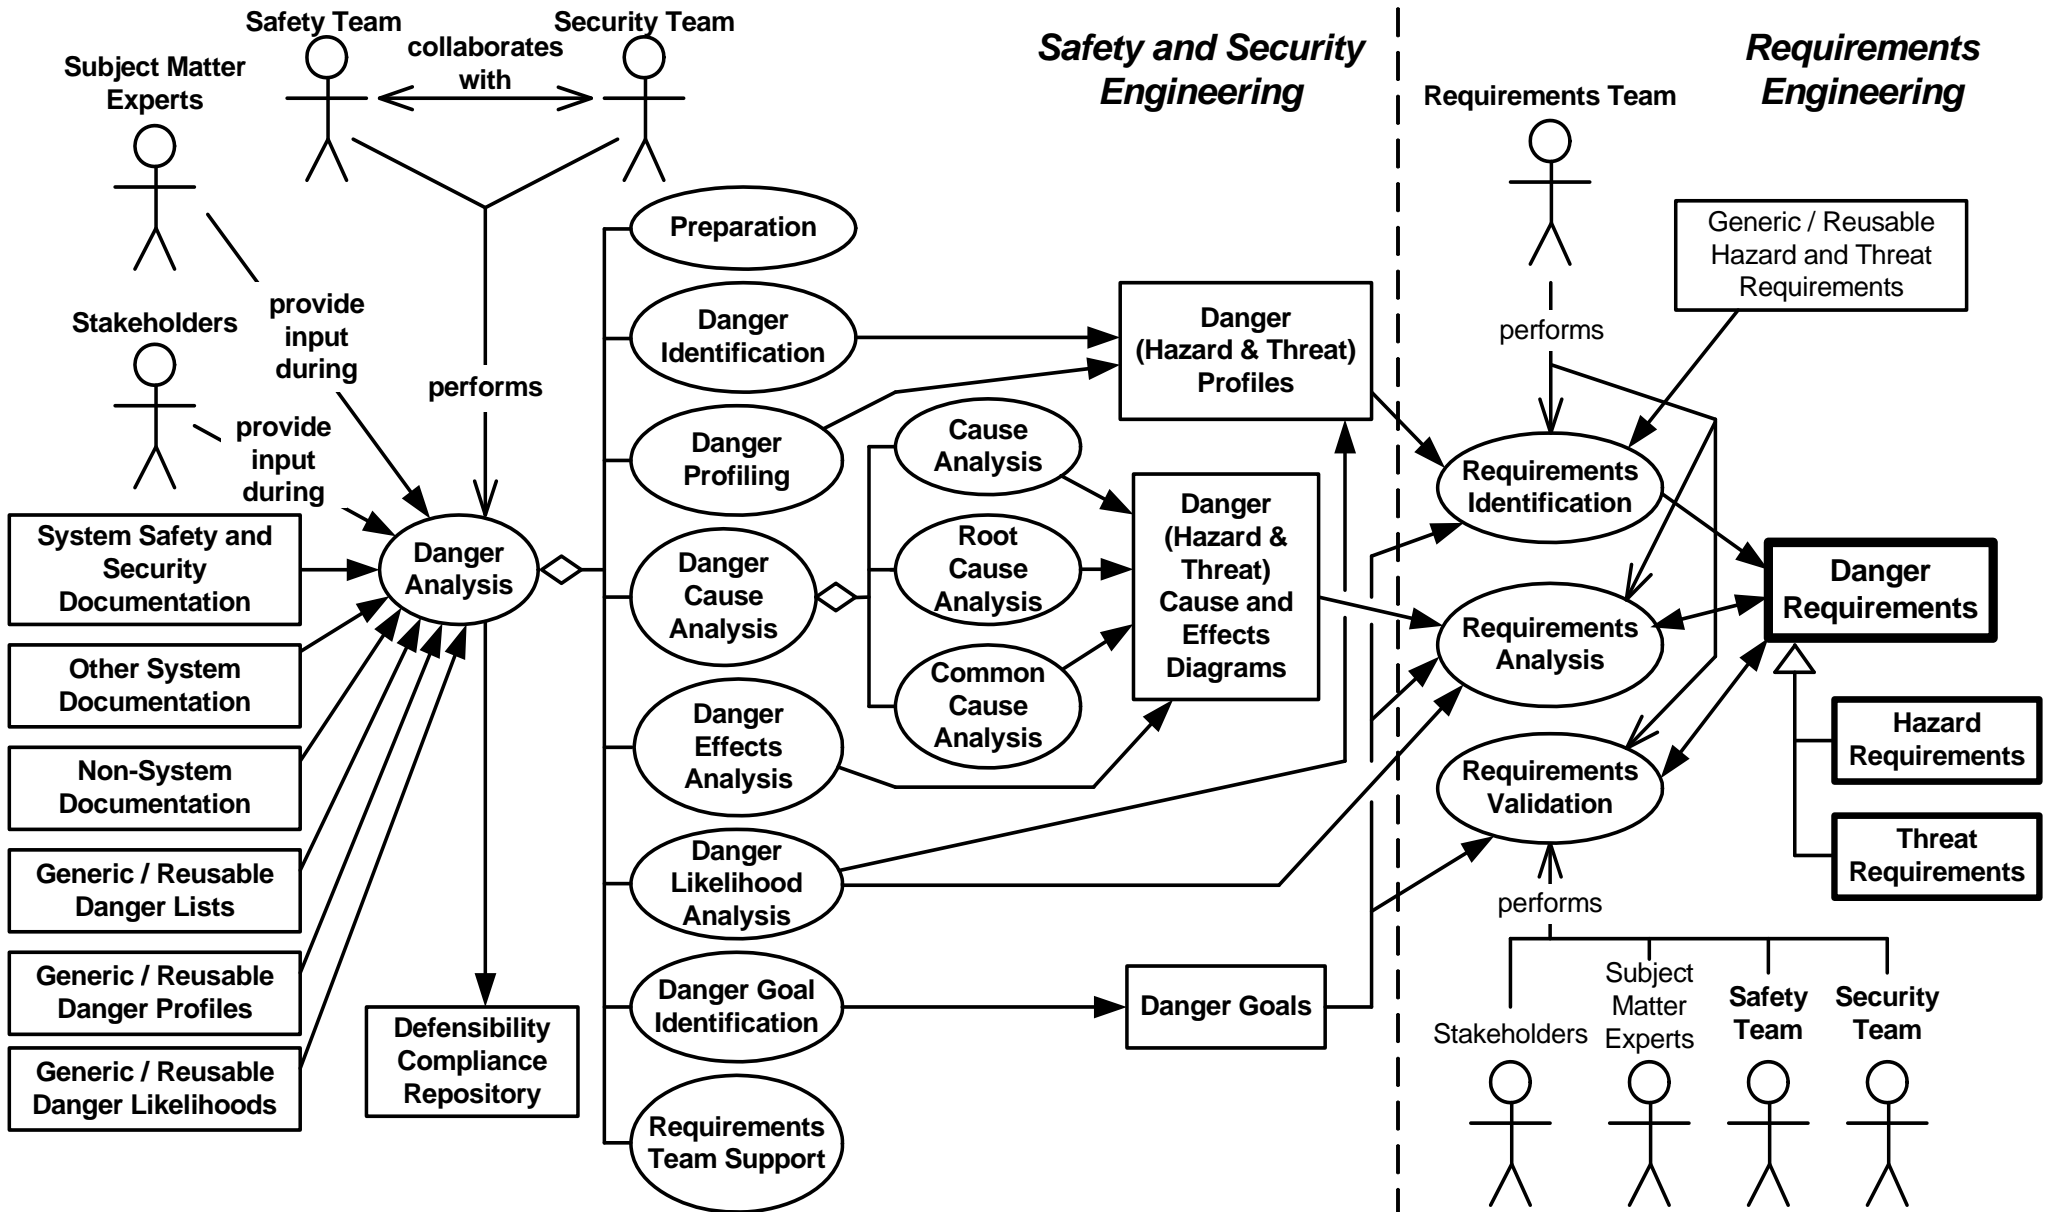 Safety Team
Security Team
collaborates
with
Safety and Security
Engineering
Requirements
Engineering
Subject Matter
Experts
Requirements Team
Stakeholders
provide
input
during
provide
input
during
performs
performs
Generic / Reusable
Hazard and Threat
Requirements
System Safety and
Security
Documentation
Other System
Documentation
Non-System
Documentation
Generic / Reusable
Danger Lists
Generic / Reusable
Danger Profiles
Generic / Reusable
Danger Likelihoods
Danger
Analysis
Defensibility
Compliance
Repository
Preparation
Danger
Identification
Danger
Profiling
Danger
Cause
Analysis
Danger
Effects
Analysis
Danger
Likelihood
Analysis
Danger Goal
Identification
Requirements
Team Support
Cause
Analysis
Root
Cause
Analysis
Common
Cause
Analysis
Danger
(Hazard & Threat)
Profiles
Danger
(Hazard &
Threat)
Cause and
Effects
Diagrams
Danger Goals
Requirements
Identification
Requirements
Analysis
Requirements
Validation
Danger
Requirements
Hazard
Requirements
Threat
Requirements
performs
Stakeholders
Subject
Matter
Experts
Safety
Team
Security
Team